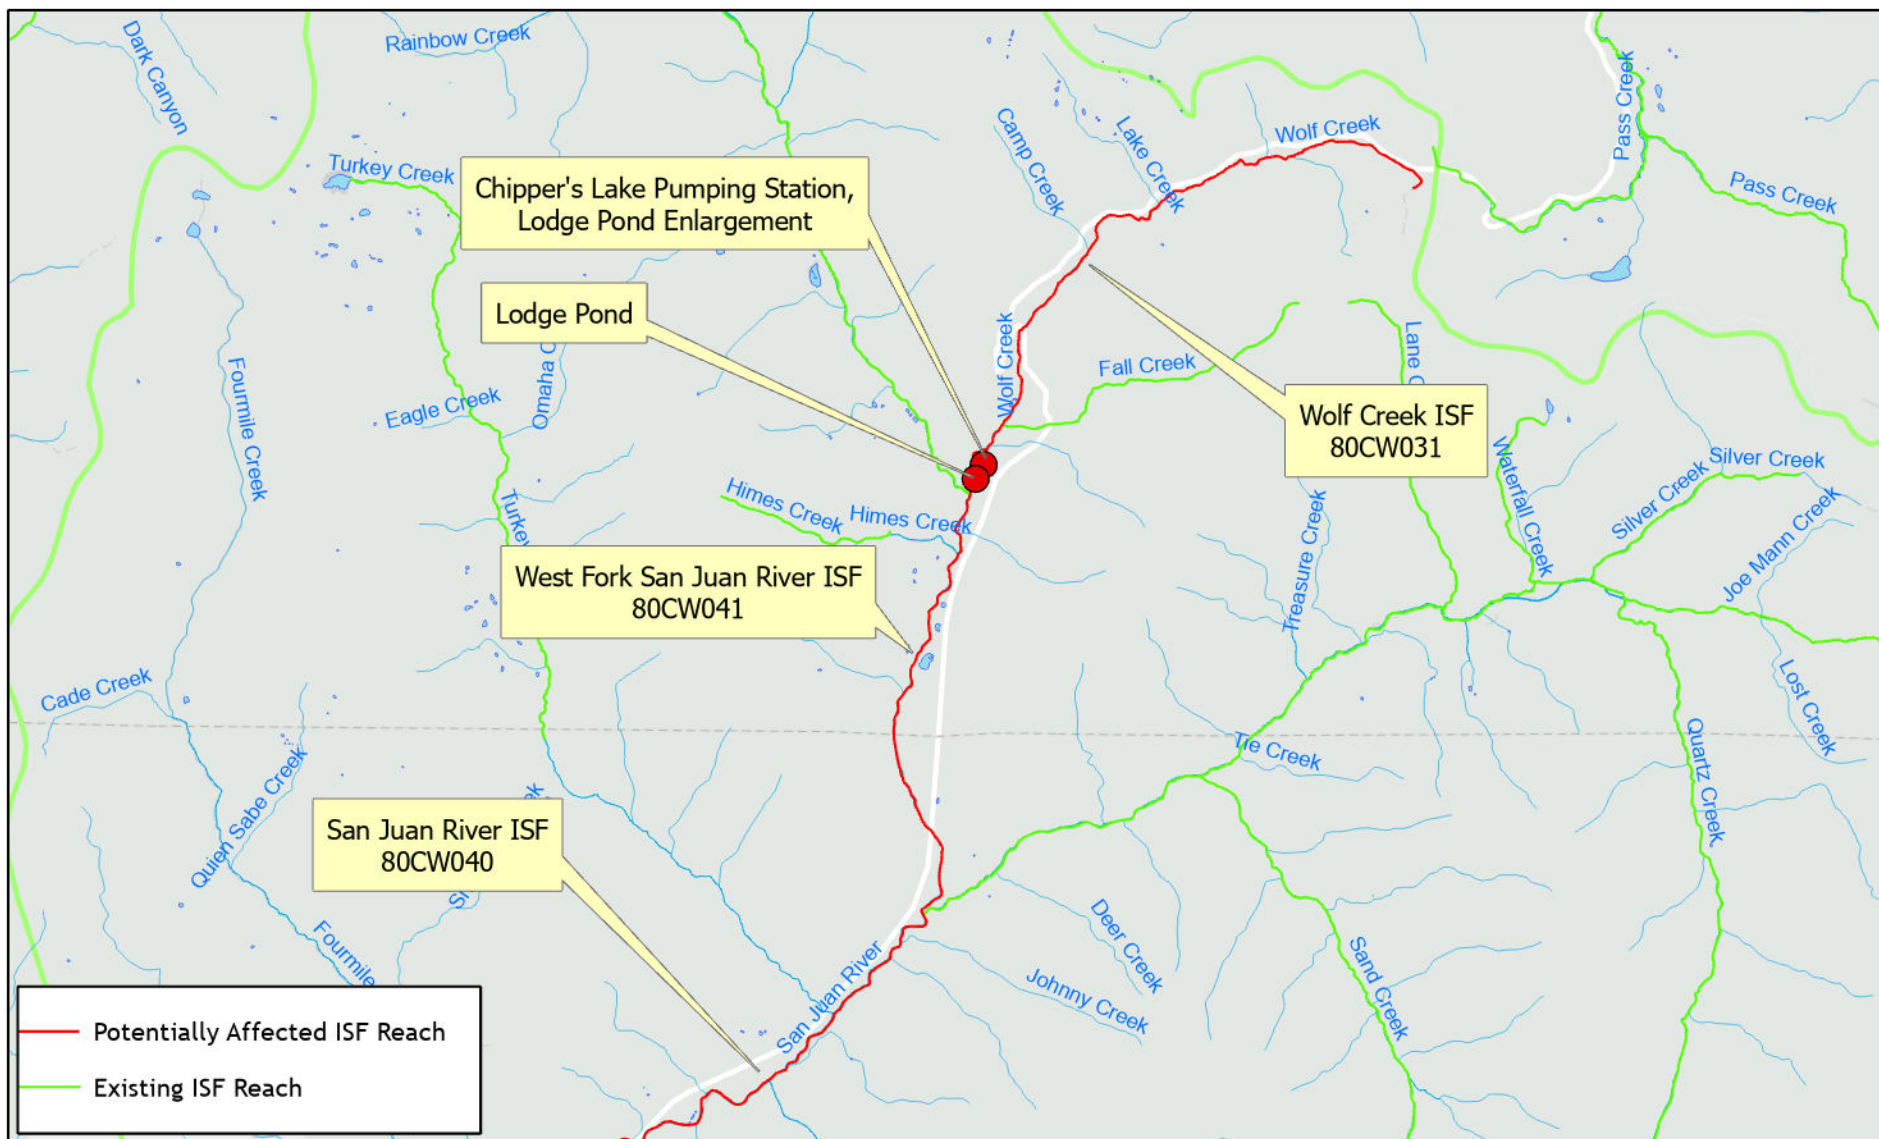 Dark Canyon
Rainbow Creek
Pass Creek
Camp Creek
Lake Creek
Wolf Creek
Turkey Creek
Chipper's Lake Pumping Station,
Lodge Pond Enlargement
Pass Creek
Lodge Pond
Omaha C
Wolf Creek
Fall Creek
Lane C
Fourmile Creek
Eagle Creek
Wolf Creek ISF
80CW031
Waterfall Creek
Silver Creek
Silver Creek
Turkey
Himes Creek
Himes Creek
Treasure Creek
Joe Mann Creek
West Fork San Juan River ISF
80CW041
Cade Creek
Lost Creek
Tie Creek
Quartz Creek
Quien Sabe Creek
San Juan River ISF
80CW040
Fourmile
San Juan River
Deer Creek
Johnny Creek
Sand Creek
Potentially Affected ISF Reach
Existing ISF Reach